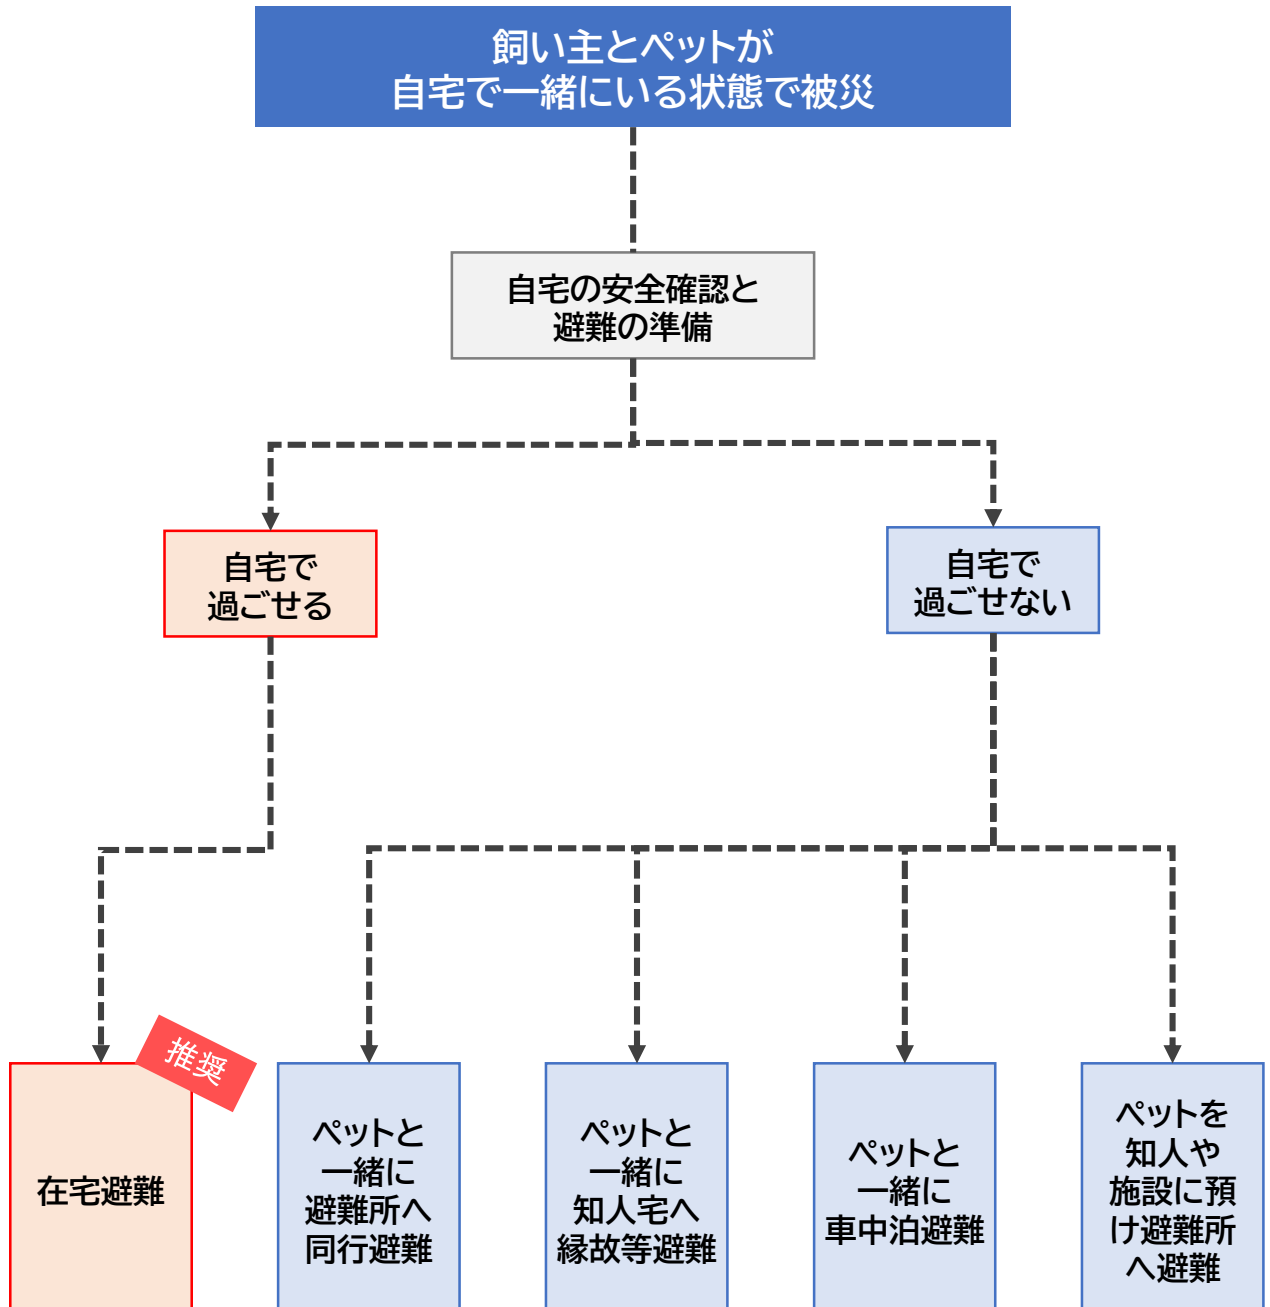 飼い主とペットが
自宅で一緒にいる状態で被災
自宅の安全確認と
避難の準備
自宅で
過ごせる
自宅で
過ごせない
推奨
在宅避難
ペットと
一緒に
避難所へ
同行避難
ペットと
一緒に
知人宅へ
縁故等避難
ペットと
一緒に
車中泊避難
ペットを
知人や
施設に預
け避難所
へ避難